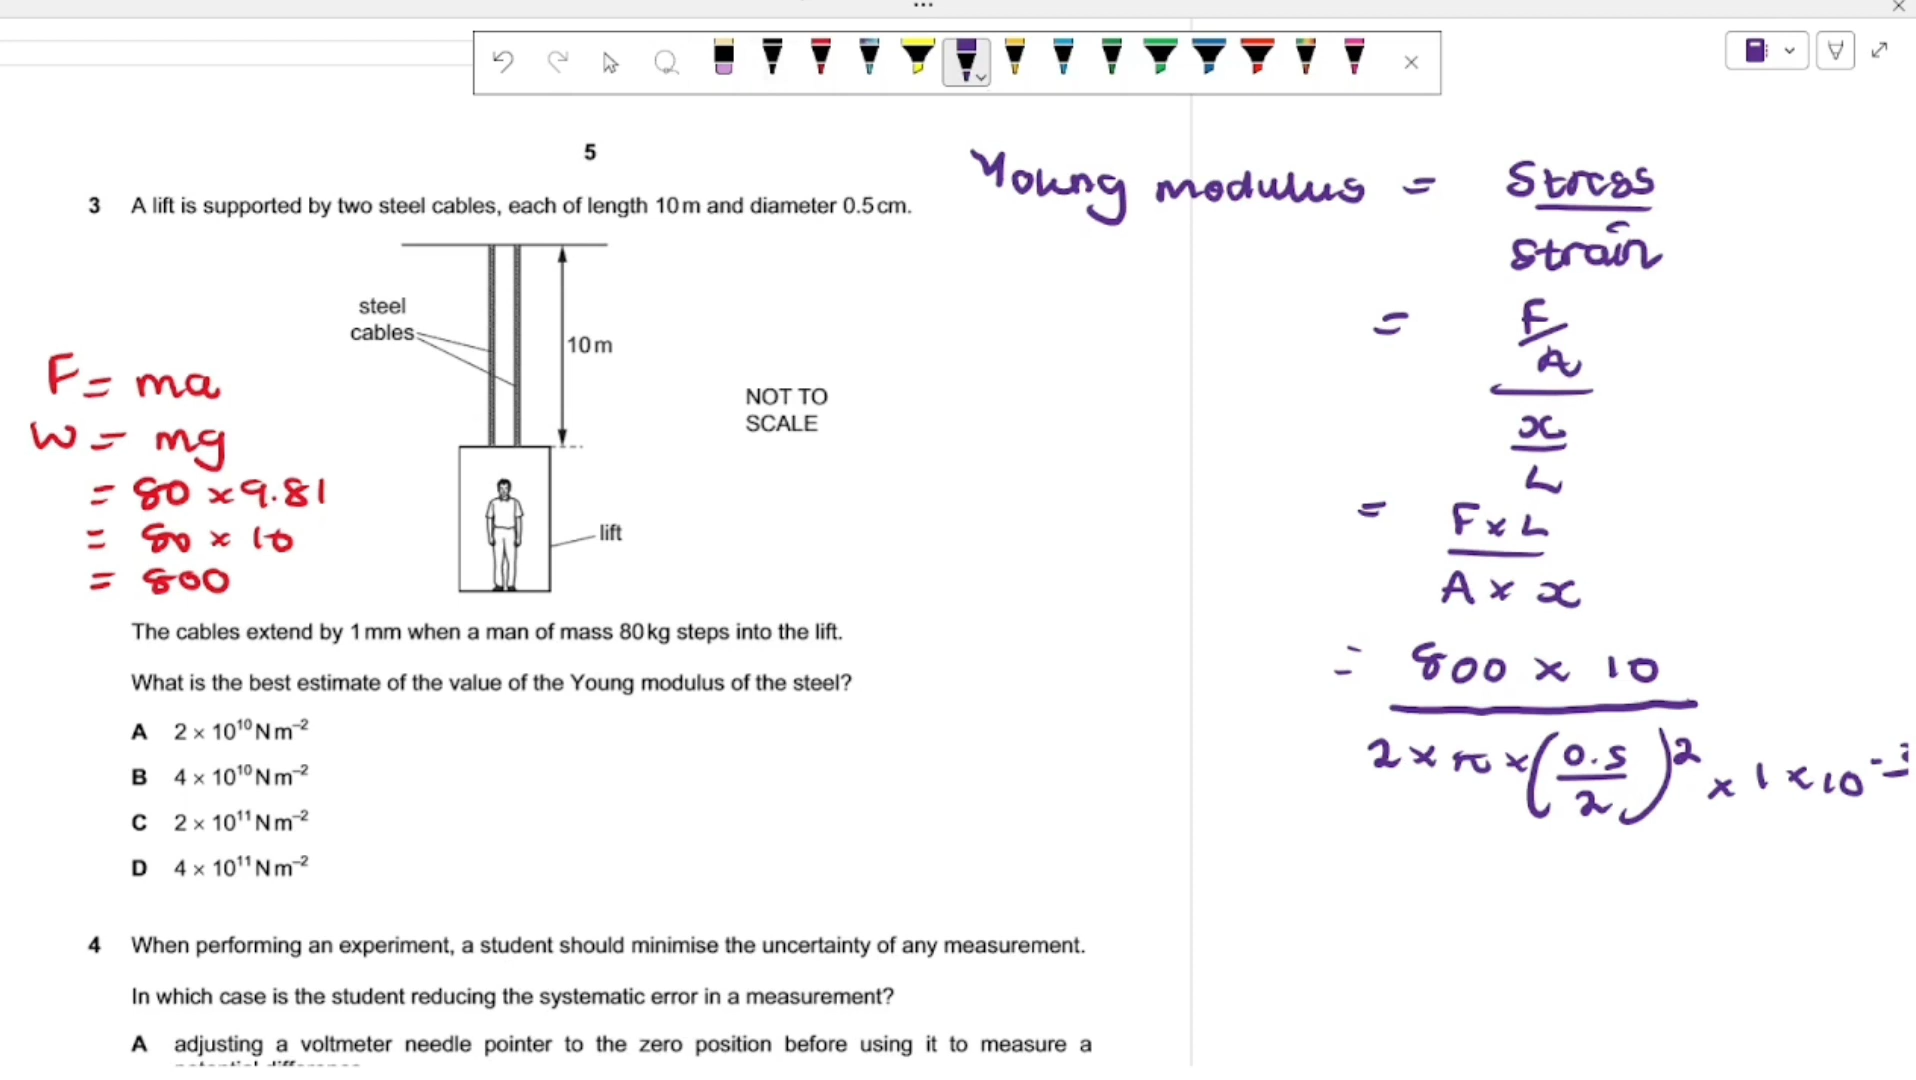 5
3 A lift is supported by two steel cables, each of length 10 m and diameter 0.5 cm.
steel
cables
10 m
NOT TO
SCALE
lift
The cables extend by 1 mm when a man of mass 80 kg steps into the lift.
What is the best estimate of the value of the Young modulus of the steel?
A 2 × 10¹⁰ N m⁻²
B 4 × 10¹⁰ N m⁻²
C 2 × 10¹¹ N m⁻²
D 4 × 10¹¹ N m⁻²
4 When performing an experiment, a student should minimise the uncertainty of any measurement.
In which case is the student reducing the systematic error in a measurement?
A adjusting a voltmeter needle pointer to the zero position before using it to measure a
F = ma
W = mg
= 80 × 9.81
= 80 × 10
= 800
Young modulus = Stress
Strain
= F/A
x
L
= F × L
A × x
= 800 × 10
2 × π × (0.5/2)² × 1 × 10